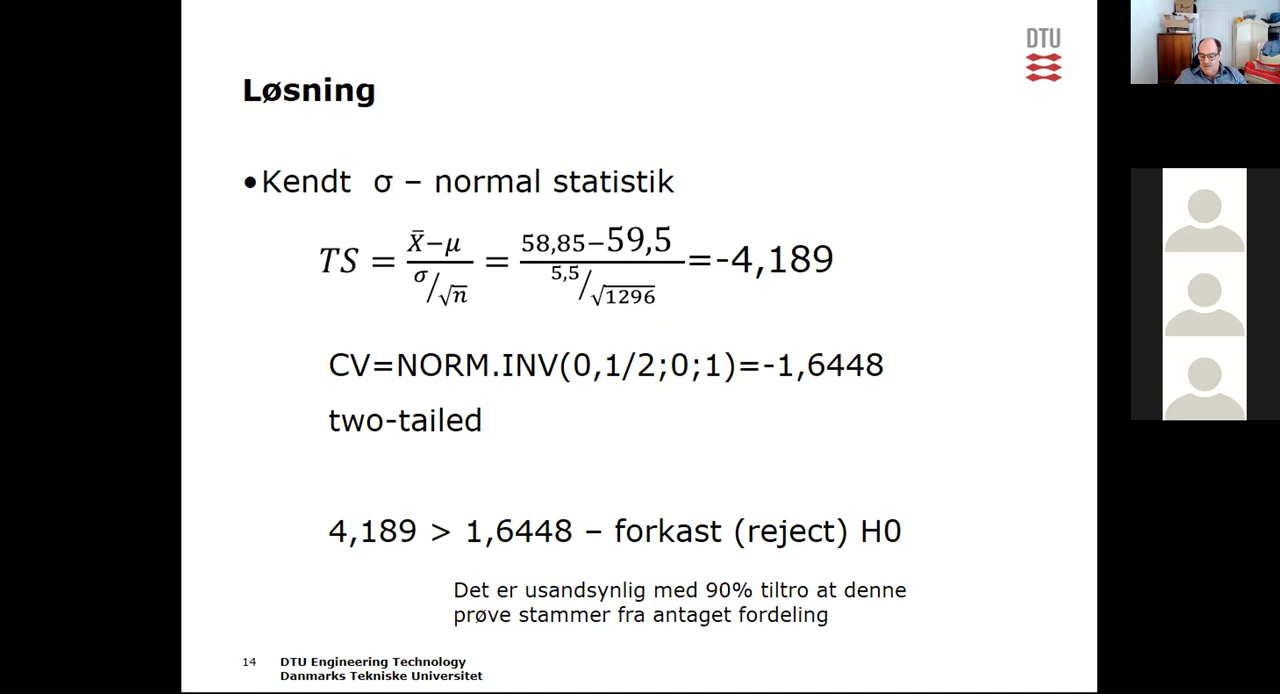 DTU
Løsning
•Kendt σ – normal statistik
TS = (X̄−μ)/(σ/√n) = (58,85−59,5)/(5,5/√1296) =-4,189
CV=NORM.INV(0,1/2;0;1)=-1,6448
two-tailed
4,189 > 1,6448 – forkast (reject) H0
Det er usandsynlig med 90% tiltro at denne
prøve stammer fra antaget fordeling
14 DTU Engineering Technology
Danmarks Tekniske Universitet